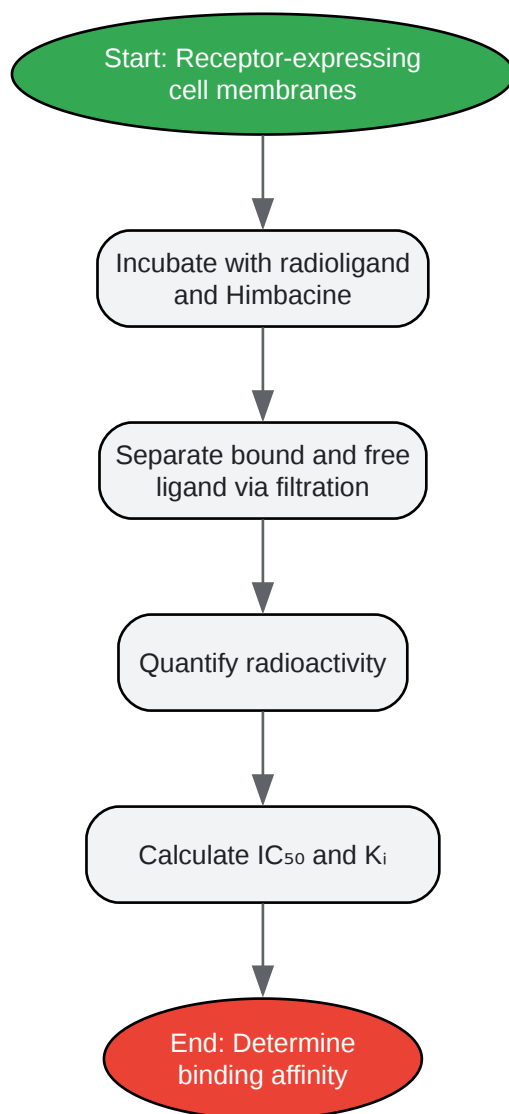 Start: Receptor-expressing
cell membranes
Incubate with radioligand
and Himbacine
Separate bound and free
ligand via filtration
Quantify radioactivity
Calculate IC₅₀ and Kᵢ
End: Determine
binding affinity